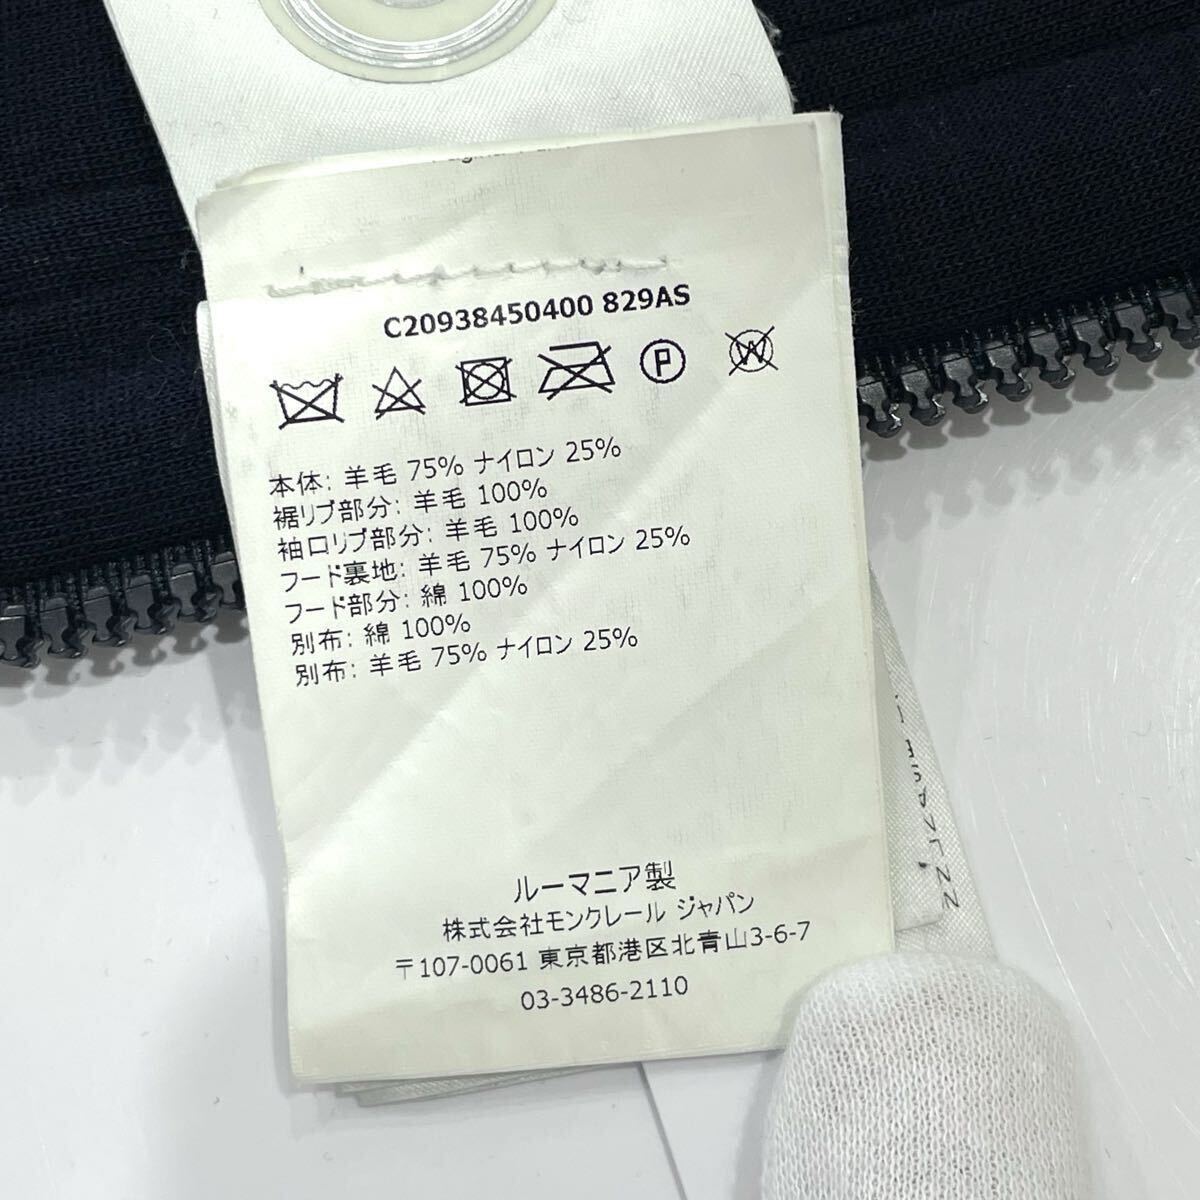 C20938450400 829AS
P
W
本体: 羊毛 75% ナイロン 25%
裾リブ部分: 羊毛 100%
袖口リブ部分: 羊毛 100%
フード裏地: 羊毛 75% ナイロン 25%
フード部分: 綿 100%
別布: 綿 100%
別布: 羊毛 75% ナイロン 25%
ルーマニア製
株式会社モンクレール ジャパン
〒107-0061 東京都港区北青山3-6-7
03-3486-2110